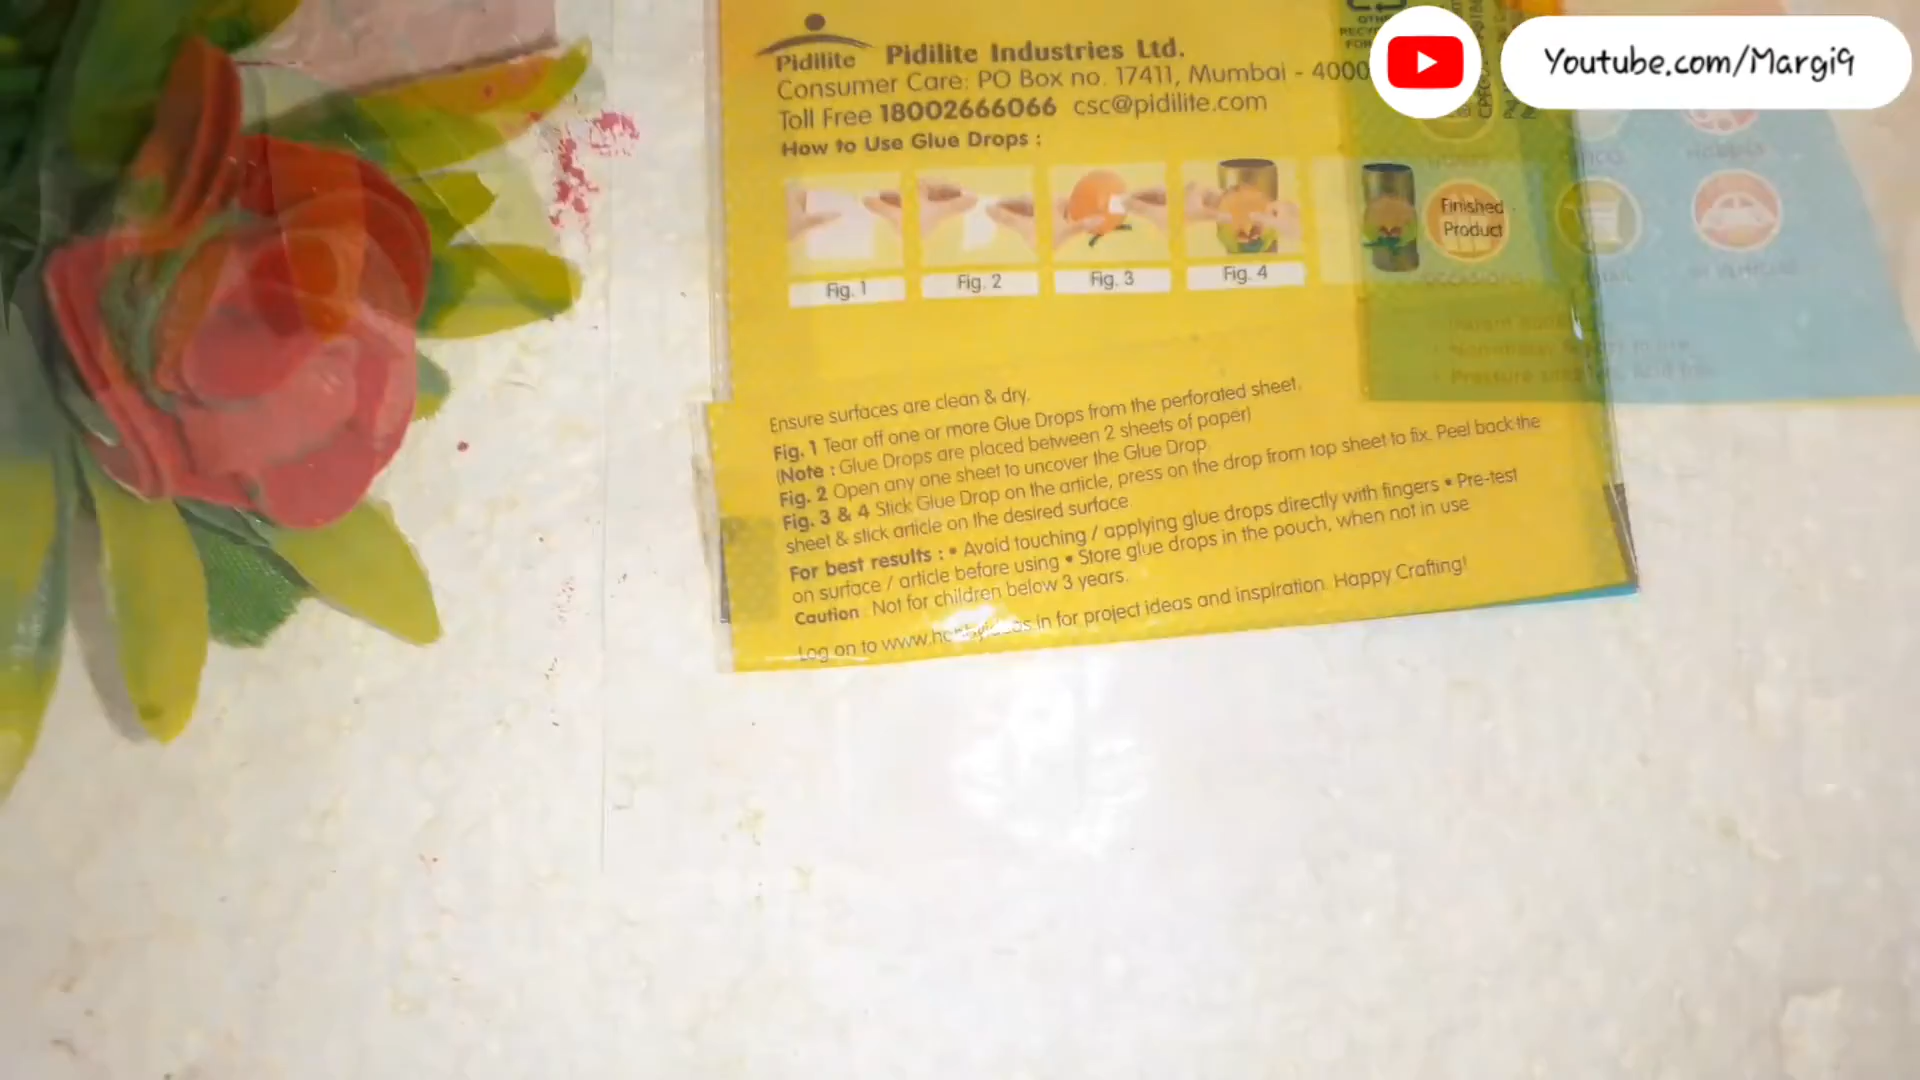 Youtube.com/Margi9
Pidilite
Pidilite Industries Ltd.
Consumer Care: PO Box no. 17411, Mumbai - 4000
Toll Free 18002666066 csc@pidilite.com
How to Use Glue Drops :
Finished
Product
Fig. 1
Fig. 2
Fig. 3
Fig. 4
Ensure surfaces are clean & dry.
Fig. 1 Tear off one or more Glue Drops from the perforated sheet.
(Note : Glue Drops are placed between 2 sheets of paper)
Fig. 2 Open any one sheet to uncover the Glue Drop
Fig. 3 & 4 Stick Glue Drop on the article, press on the drop from top sheet to fix. Peel back the
sheet & stick article on the desired surface.
For best results : • Avoid touching / applying glue drops directly with fingers • Pre-test
on surface / article before using • Store glue drops in the pouch, when not in use
Caution : Not for children below 3 years.
Log on to in for project ideas and inspiration. Happy Crafting!